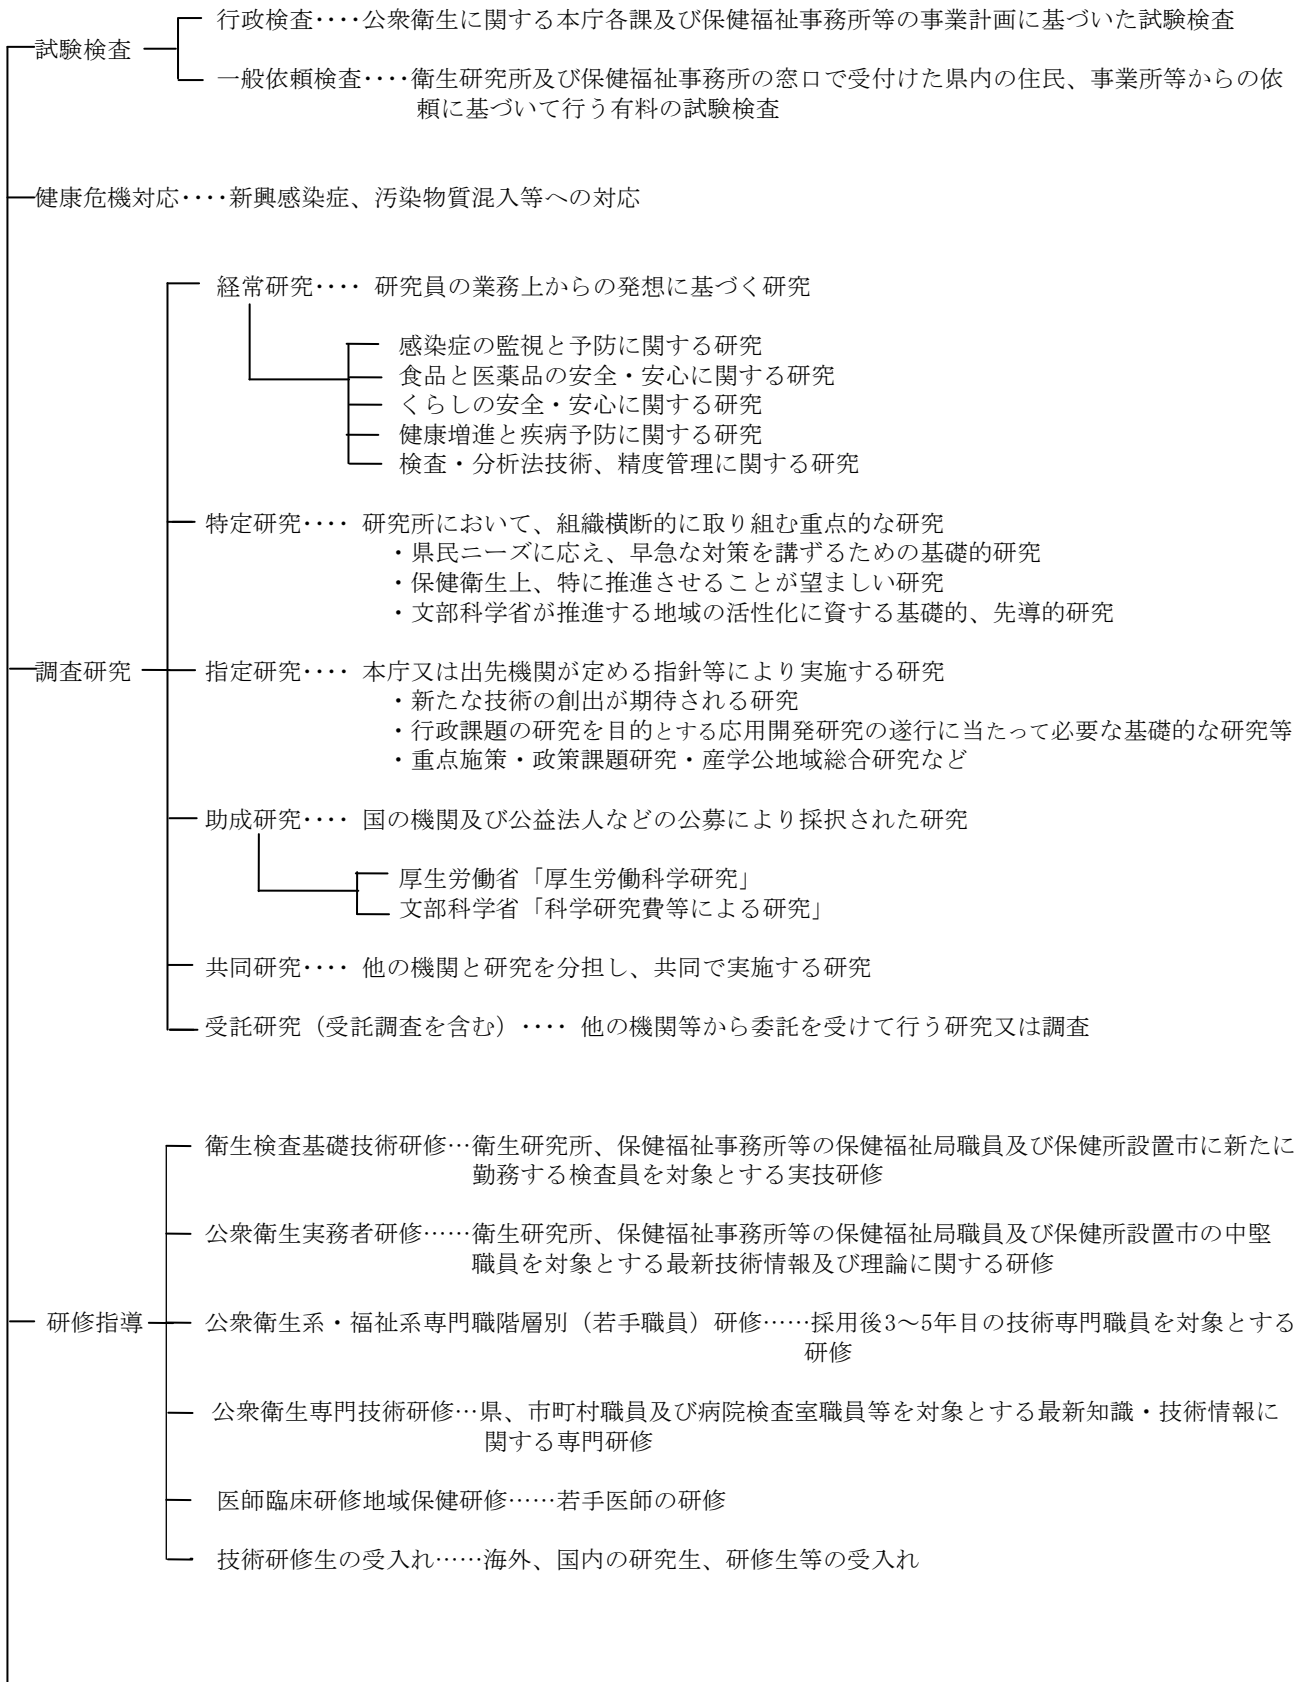 行政検査････公衆衛生に関する本庁各課及び保健福祉事務所等の事業計画に基づいた試験検査
試験検査
一般依頼検査････衛生研究所及び保健福祉事務所の窓口で受付けた県内の住民、事業所等からの依
頼に基づいて行う有料の試験検査
健康危機対応････新興感染症、汚染物質混入等への対応
経常研究････ 研究員の業務上からの発想に基づく研究
感染症の監視と予防に関する研究
食品と医薬品の安全・安心に関する研究
くらしの安全・安心に関する研究
健康増進と疾病予防に関する研究
検査・分析法技術、精度管理に関する研究
特定研究････ 研究所において、組織横断的に取り組む重点的な研究
・県民ニーズに応え、早急な対策を講ずるための基礎的研究
・保健衛生上、特に推進させることが望ましい研究
・文部科学省が推進する地域の活性化に資する基礎的、先導的研究
調査研究
指定研究････ 本庁又は出先機関が定める指針等により実施する研究
・新たな技術の創出が期待される研究
・行政課題の研究を目的とする応用開発研究の遂行に当たって必要な基礎的な研究等
・重点施策・政策課題研究・産学公地域総合研究など
助成研究････ 国の機関及び公益法人などの公募により採択された研究
厚生労働省「厚生労働科学研究」
文部科学省「科学研究費等による研究」
共同研究････ 他の機関と研究を分担し、共同で実施する研究
受託研究（受託調査を含む）････ 他の機関等から委託を受けて行う研究又は調査
衛生検査基礎技術研修…衛生研究所、保健福祉事務所等の保健福祉局職員及び保健所設置市に新たに
勤務する検査員を対象とする実技研修
公衆衛生実務者研修……衛生研究所、保健福祉事務所等の保健福祉局職員及び保健所設置市の中堅
職員を対象とする最新技術情報及び理論に関する研修
研修指導
公衆衛生系・福祉系専門職階層別（若手職員）研修……採用後3～5年目の技術専門職員を対象とする
研修
公衆衛生専門技術研修…県、市町村職員及び病院検査室職員等を対象とする最新知識・技術情報に
関する専門研修
医師臨床研修地域保健研修……若手医師の研修
技術研修生の受入れ……海外、国内の研究生、研修生等の受入れ